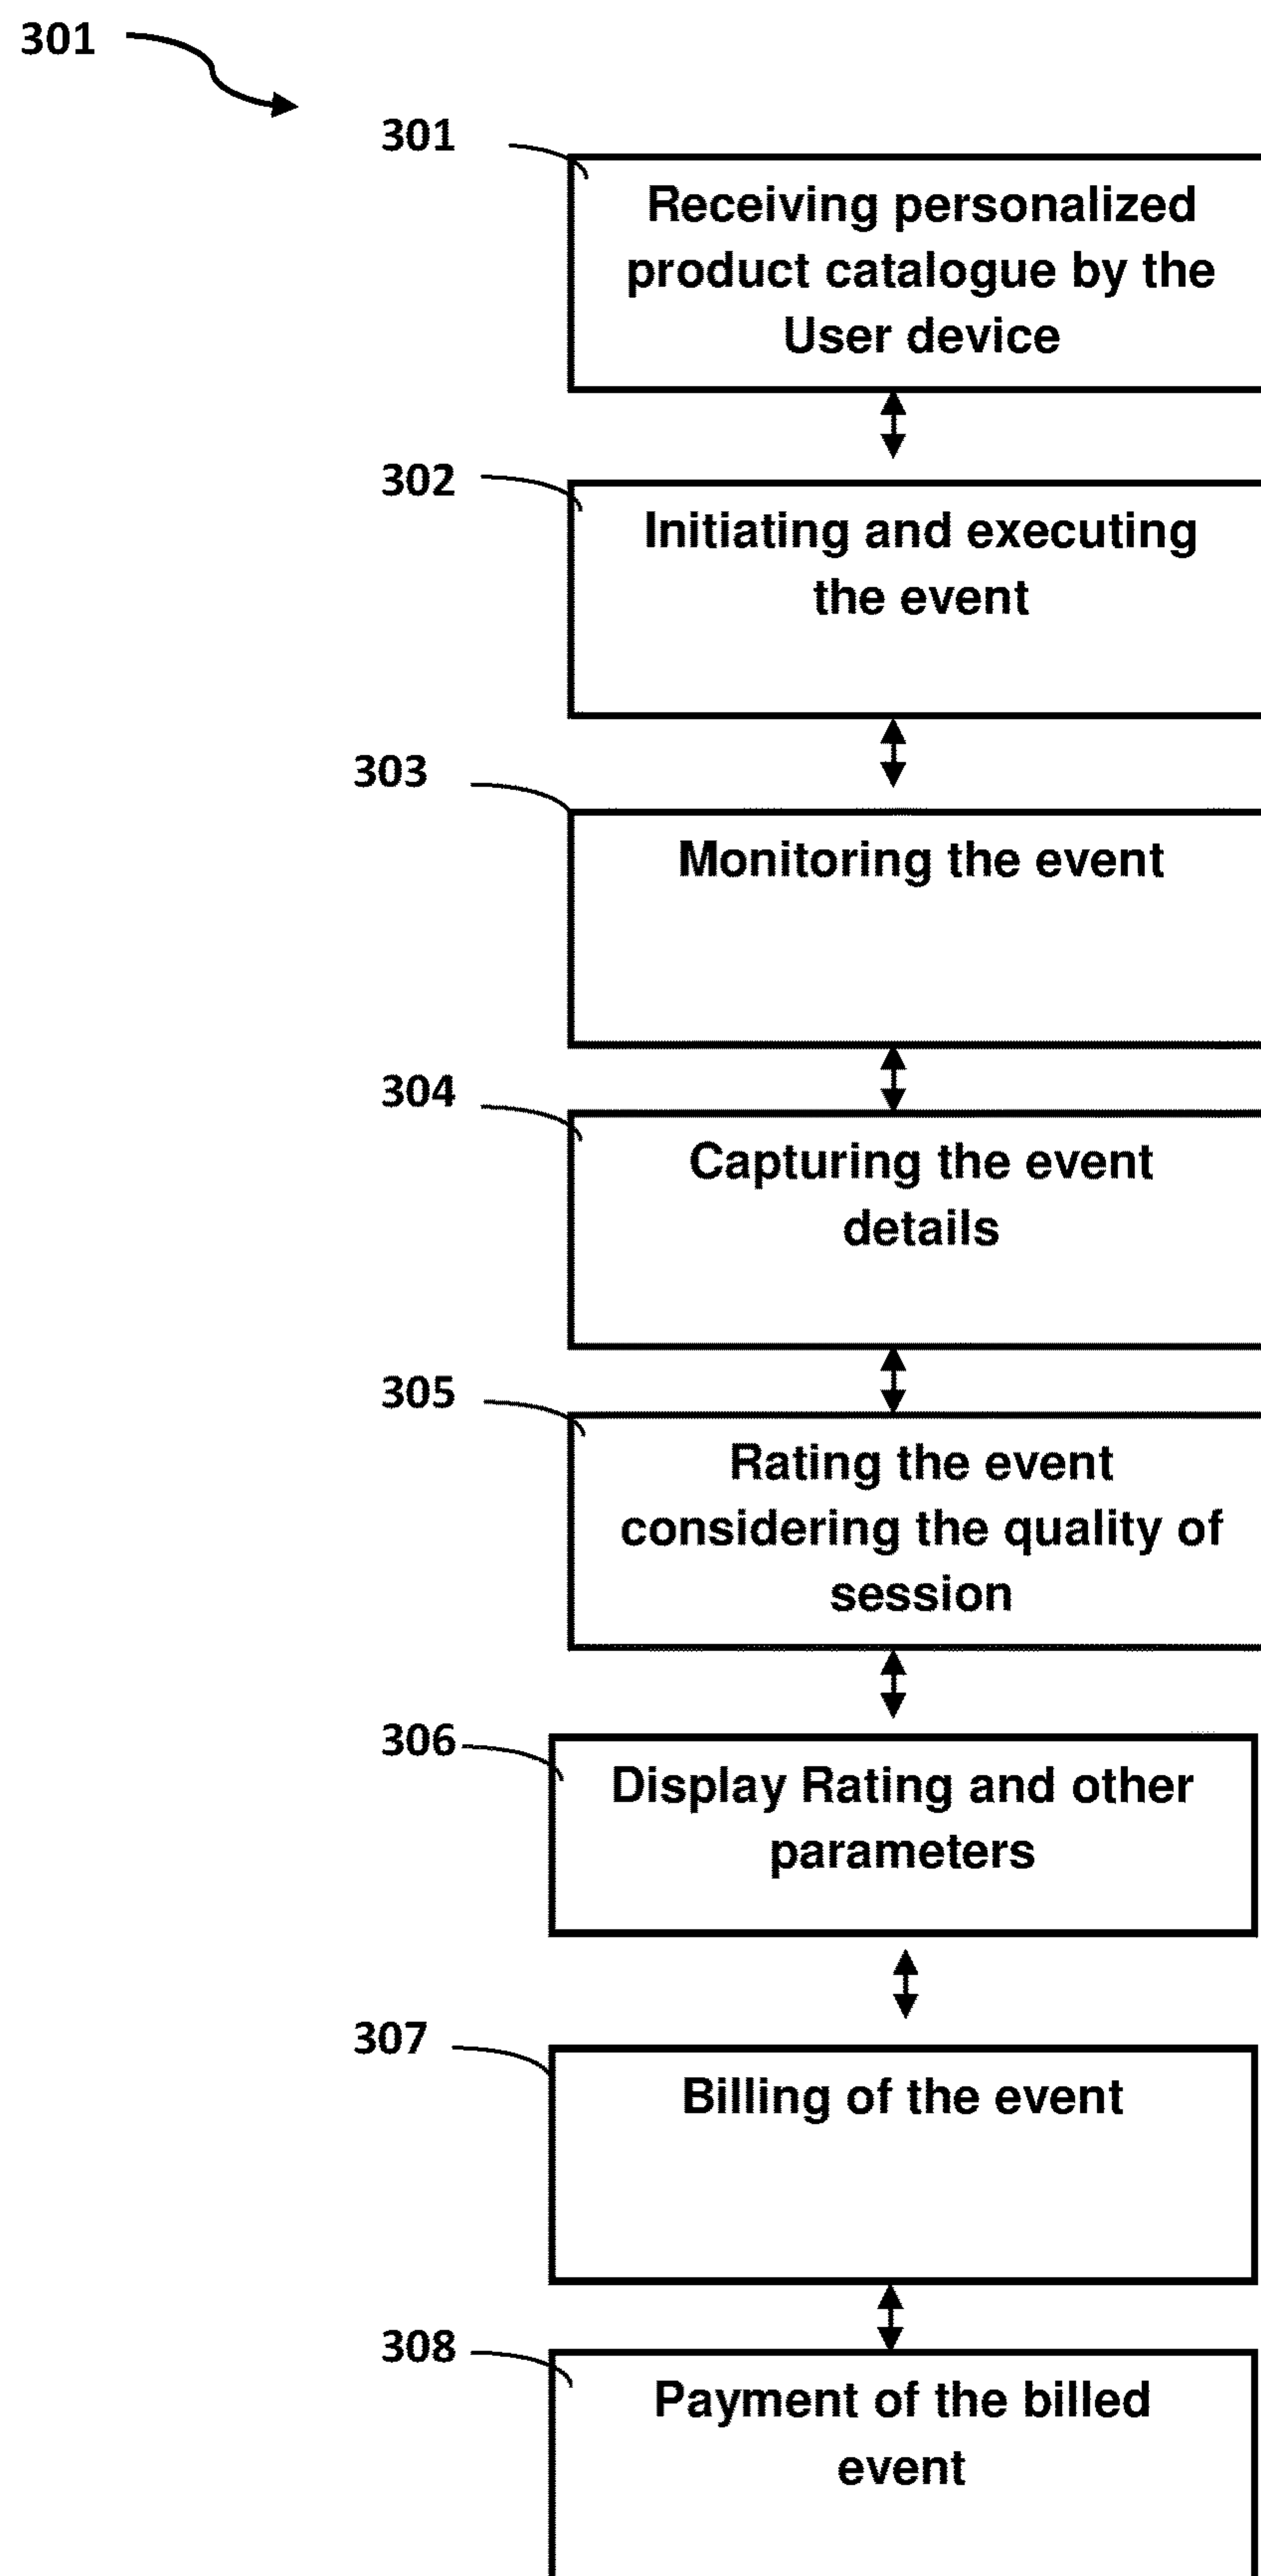 301
301
Receiving personalized
product catalogue by the
User device
302
Initiating and executing
the event
303
Monitoring the event
304
Capturing the event
details
305
Rating the event
considering the quality of
session
306
Display Rating and other
parameters
307
Billing of the event
308
Payment of the billed
event